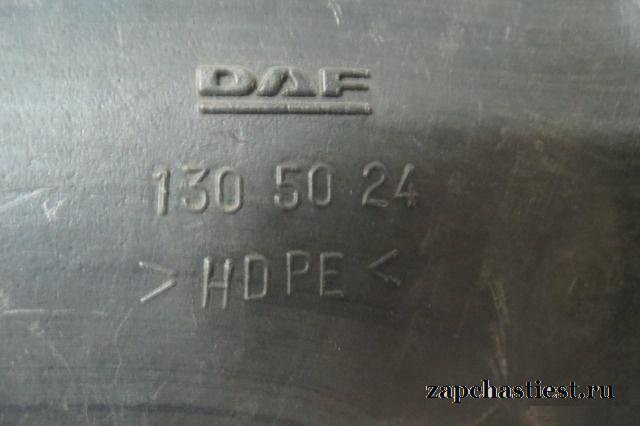 DAF
130 50 24
> HDPE <
zapchastiest.ru